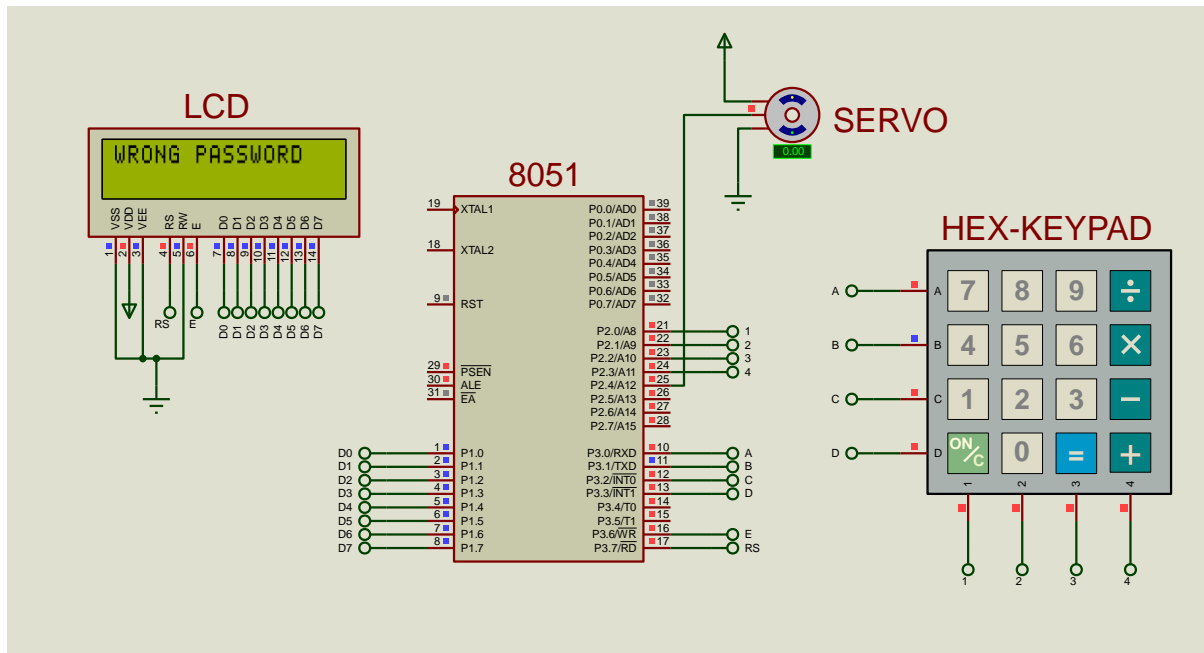 LCD
WRONG PASSWORD
VSS
VDD
VEE
RS
RW
E
D0
D1
D2
D3
D4
D5
D6
D7
1
2
3
4
5
6
7
8
9
10
11
12
13
14
RS
E
D0
D1
D2
D3
D4
D5
D6
D7
SERVO
0.00
8051
19 XTAL1
18 XTAL2
9 RST
29 PSEN
30 ALE
31 EA
D0 1 P1.0
D1 2 P1.1
D2 3 P1.2
D3 4 P1.3
D4 5 P1.4
D5 6 P1.5
D6 7 P1.6
D7 8 P1.7
P0.0/AD0 39
P0.1/AD1 38
P0.2/AD2 37
P0.3/AD3 36
P0.4/AD4 35
P0.5/AD5 34
P0.6/AD6 33
P0.7/AD7 32
P2.0/A8 21 1
P2.1/A9 22 2
P2.2/A10 23 3
P2.3/A11 24 4
P2.4/A12 25
P2.5/A13 26
P2.6/A14 27
P2.7/A15 28
P3.0/RXD 10 A
P3.1/TXD 11 B
P3.2/INT0 12 C
P3.3/INT1 13 D
P3.4/T0 14
P3.5/T1 15
P3.6/WR 16 E
P3.7/RD 17 RS
HEX-KEYPAD
A A 7 8 9 ÷
B B 4 5 6 ×
C C 1 2 3 −
D D ON/C 0 = +
1 2 3 4
1 2 3 4